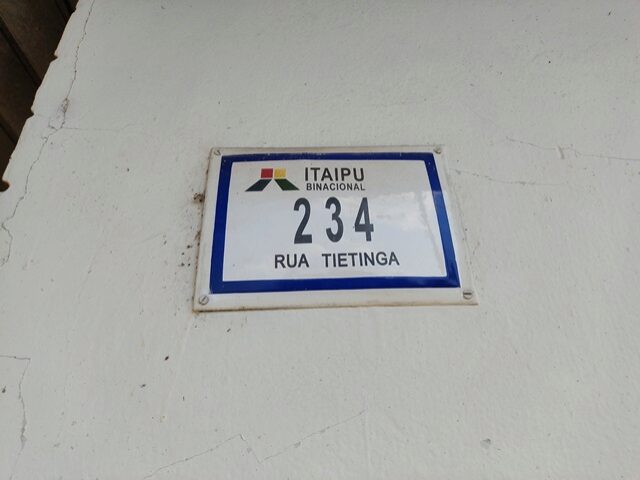 ITAIPU
BINACIONAL
234
RUA TIETINGA